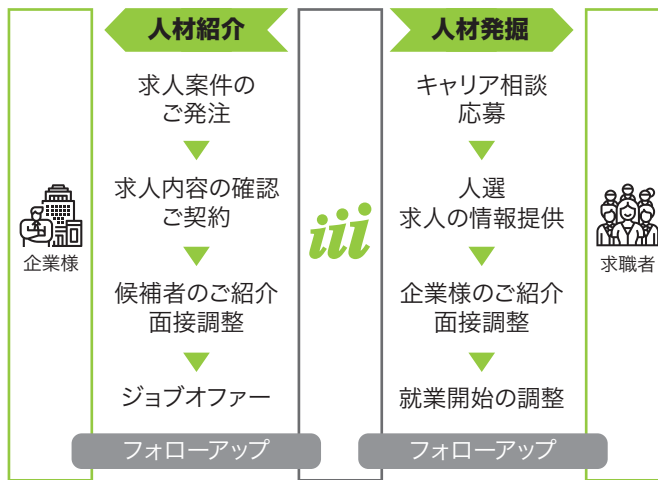 人材紹介
求人案件の
ご発注
求人内容の確認
ご契約
候補者のご紹介
面接調整
ジョブオファー
フォローアップ
企業様
iii
人材発掘
キャリア相談
応募
人選
求人の情報提供
企業様のご紹介
面接調整
就業開始の調整
フォローアップ
求職者